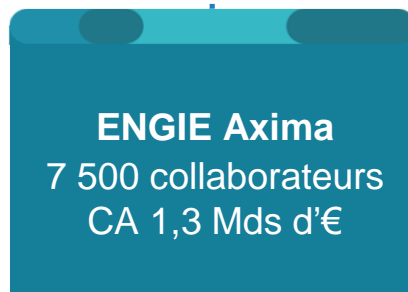 ENGIE Axima
7 500 collaborateurs
CA 1,3 Mds d’€